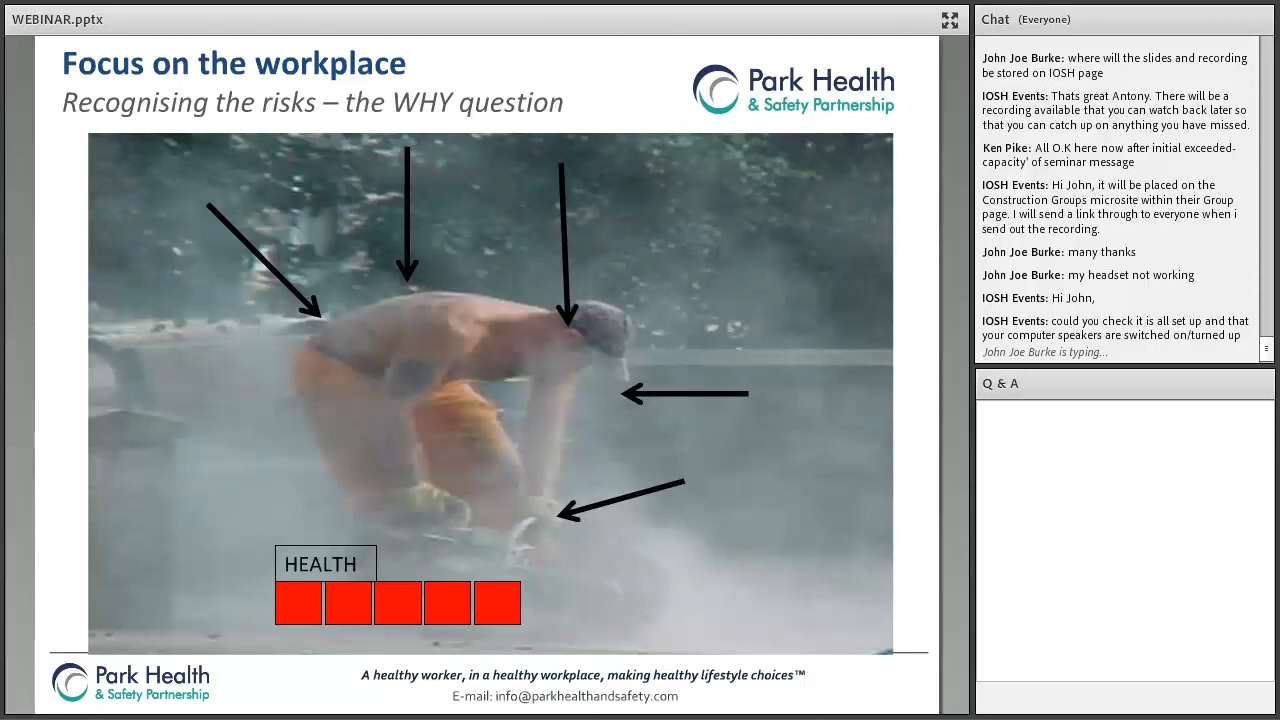 WEBINAR.pptx
Focus on the workplace
Recognising the risks – the WHY question
Park Health
& Safety Partnership
HEALTH
Park Health
& Safety Partnership
A healthy worker, in a healthy workplace, making healthy lifestyle choices™
E-mail: info@parkhealthandsafety.com
Chat (Everyone)
John Joe Burke: where will the slides and recording
be stored on IOSH page
IOSH Events: Thats great Antony. There will be a
recording available that you can watch back later so
that you can catch up on anything you have missed.
Ken Pike: All O.K here now after initial exceeded-
capacity' of seminar message
IOSH Events: Hi John, it will be placed on the
Construction Groups microsite within their Group
page. I will send a link through to everyone when i
send out the recording.
John Joe Burke: many thanks
John Joe Burke: my headset not working
IOSH Events: Hi John,
IOSH Events: could you check it is all set up and that
your computer speakers are switched on/turned up
John Joe Burke is typing...
Q & A